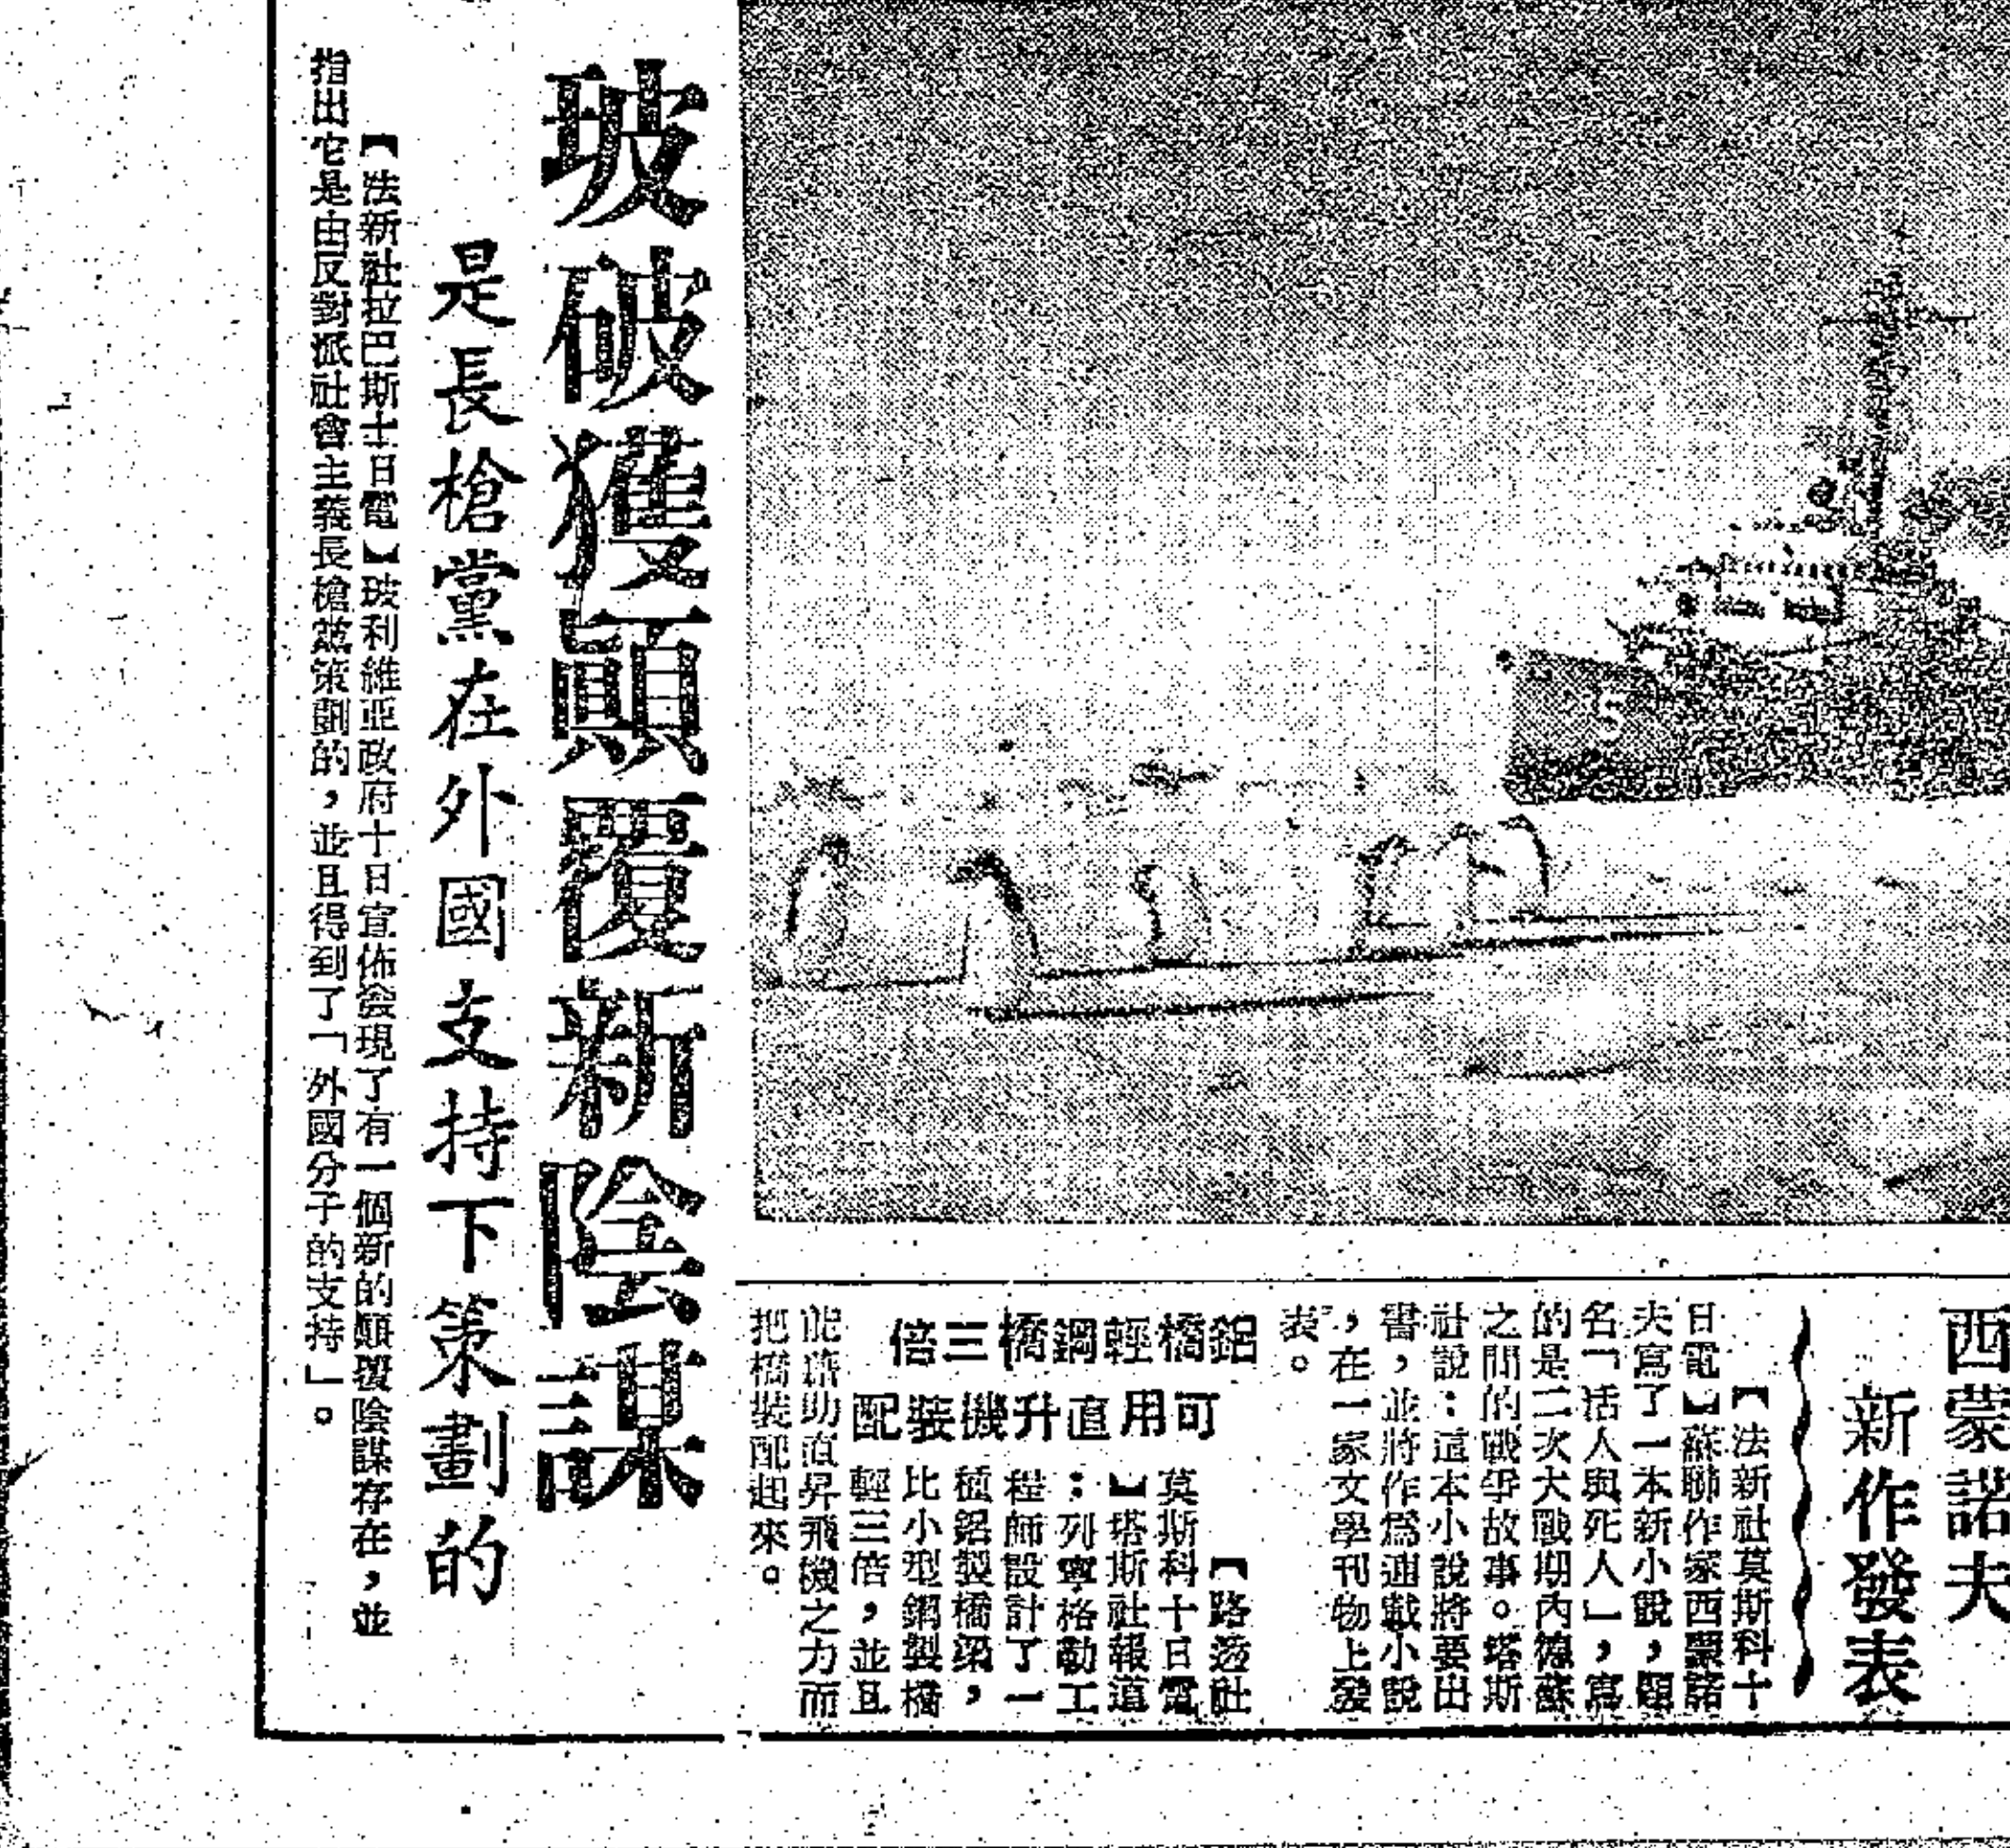 西蒙諾夫
新作發表
【法新社莫斯科十
日電】蘇聯作家西蒙諾
夫寫了一本新小說，題
名「活人與死人」，寫
的是二次大戰期內德蘇
之間的戰爭故事。塔斯
社說：這本小說將要出
書，並將作爲連載小說
，在一家文學刊物上發
表。
鋁橋輕鋼橋三倍
可用直升機裝配
【路透社
莫斯科十日電
】塔斯社報道
：列寧格勒工
程師設計了一
種鋁製橋樑，
比小型鋼製橋
輕三倍，並且
能藉助直昇飛機之力而
把橋裝配起來。
玻破獲顚覆新陰謀
是長槍黨在外國支持下策劃的
【法新社拉巴斯十日電】玻利維亞政府十日宣佈發現了有一個新的顚覆陰謀存在，並
指出它是由反對派社會主義長槍黨策劃的，並且得到了「外國分子的支持」。